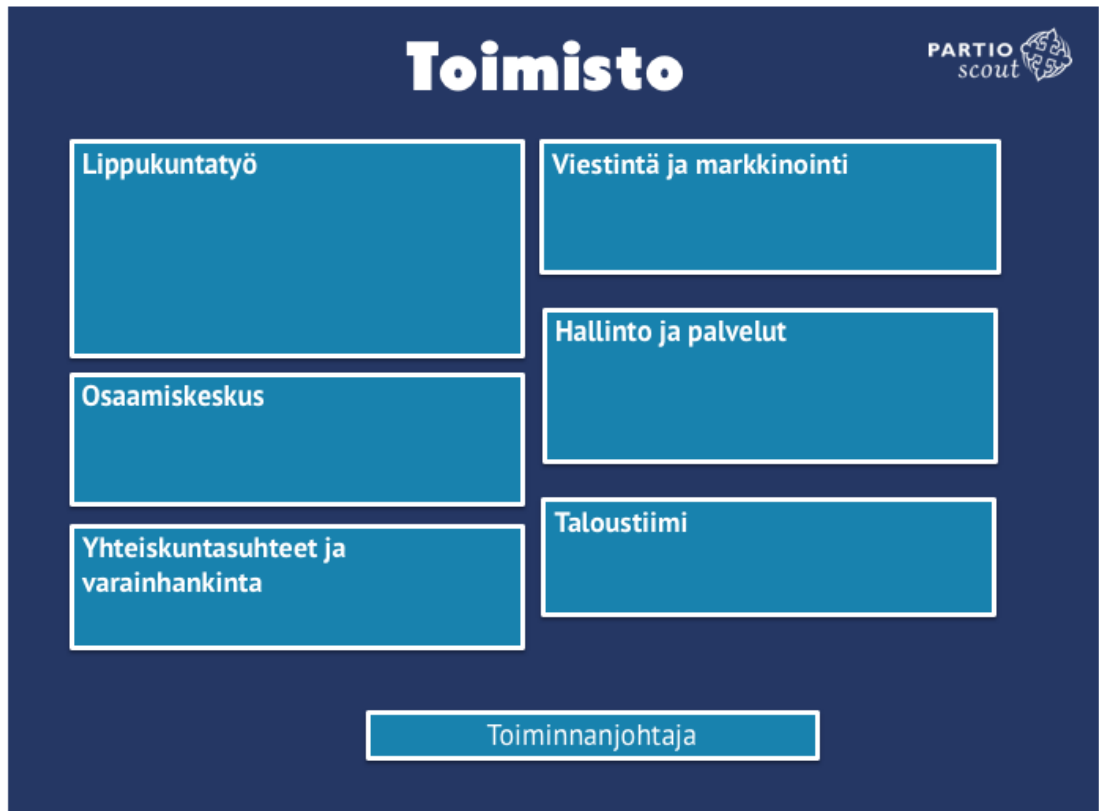 Toimisto
PARTIO
scout
Lippukuntatyö
Osaamiskeskus
Yhteiskuntasuhteet ja
varainhankinta
Viestintä ja markkinointi
Hallinto ja palvelut
Taloustiimi
Toiminnanjohtaja